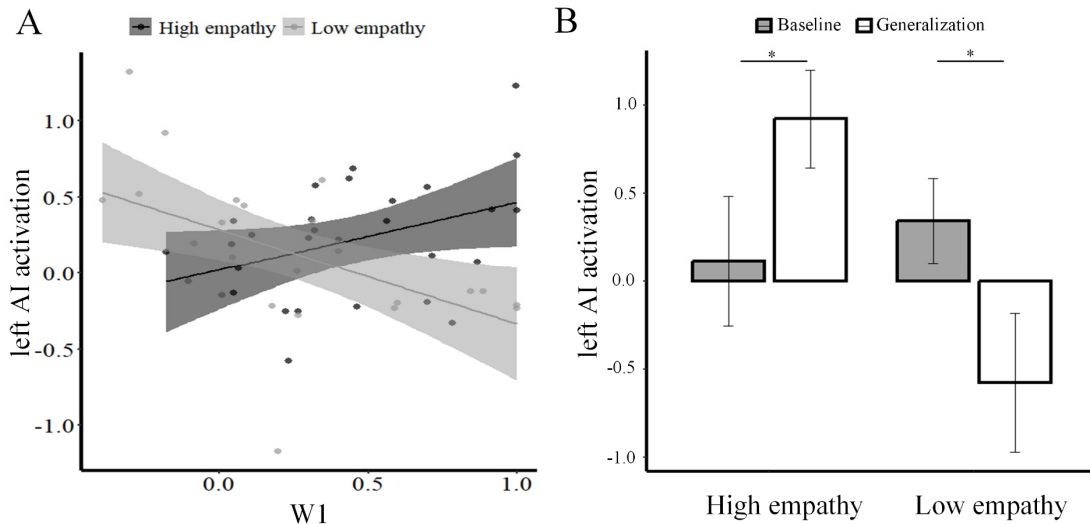 A
High empathy Low empathy
left AI activation
1.0
0.5
0.0
-0.5
-1.0
0.0 0.5 1.0
W1
B
Baseline Generalization
* *
left AI activation
1.0
0.5
0.0
-0.5
-1.0
High empathy Low empathy